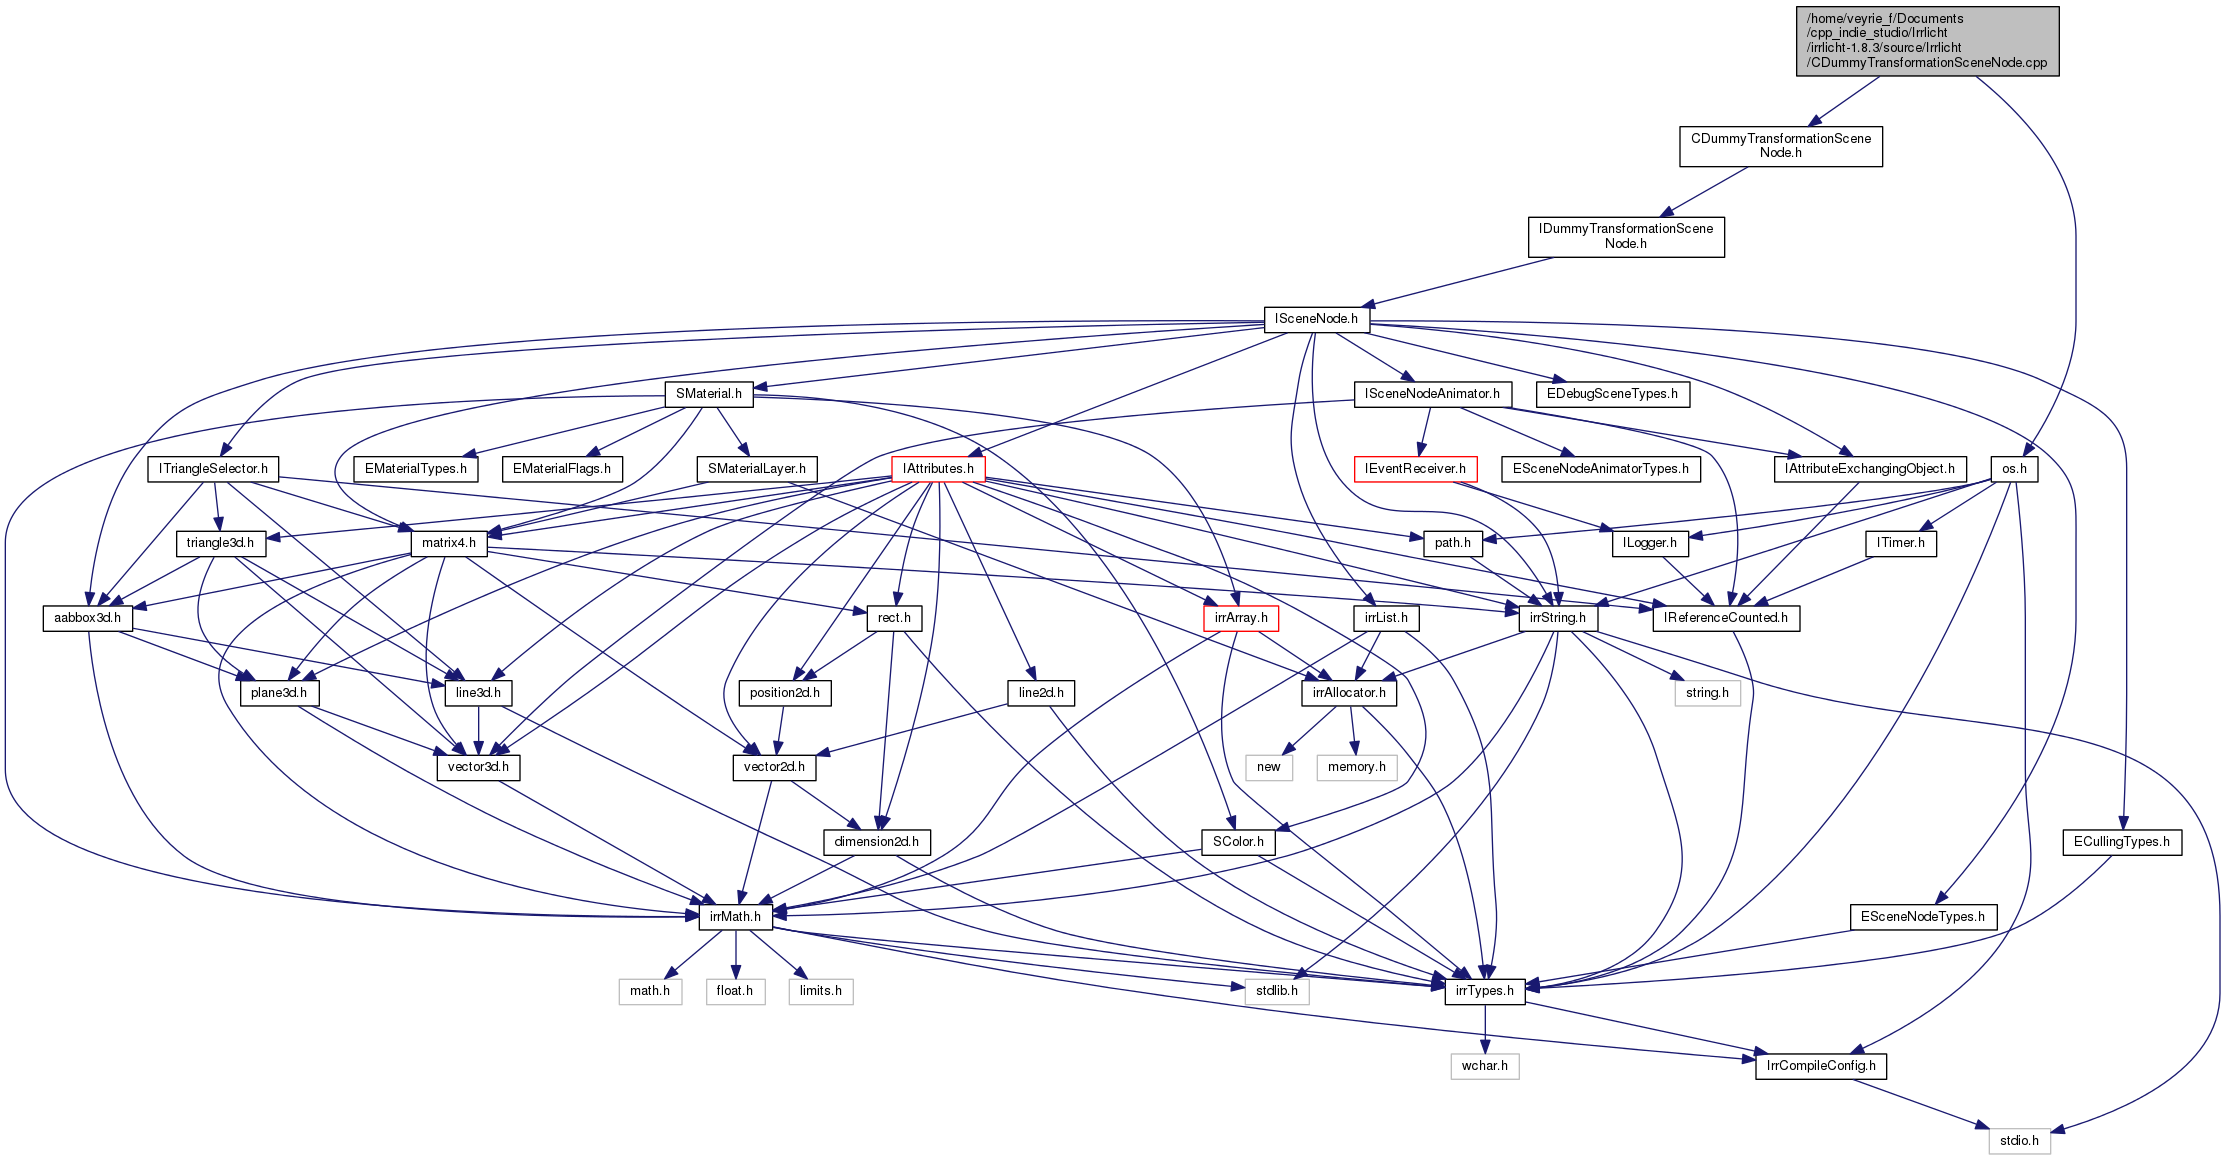 /home/veyrie_f/Documents
/cpp_indie_studio/Irrlicht
/irrlicht-1.8.3/source/Irrlicht
/CDummyTransformationSceneNode.cpp
CDummyTransformationScene
Node.h
IDummyTransformationScene
Node.h
ISceneNode.h
SMaterial.h
ISceneNodeAnimator.h
EDebugSceneTypes.h
ITriangleSelector.h
EMaterialTypes.h
EMaterialFlags.h
SMaterialLayer.h
IAttributes.h
IEventReceiver.h
ESceneNodeAnimatorTypes.h
IAttributeExchangingObject.h
os.h
triangle3d.h
matrix4.h
path.h
ILogger.h
ITimer.h
aabbox3d.h
rect.h
irrArray.h
irrList.h
irrString.h
IReferenceCounted.h
plane3d.h
line3d.h
position2d.h
line2d.h
irrAllocator.h
string.h
vector3d.h
vector2d.h
new
memory.h
dimension2d.h
SColor.h
ECullingTypes.h
irrMath.h
ESceneNodeTypes.h
math.h
float.h
limits.h
stdlib.h
irrTypes.h
wchar.h
IrrCompileConfig.h
stdio.h